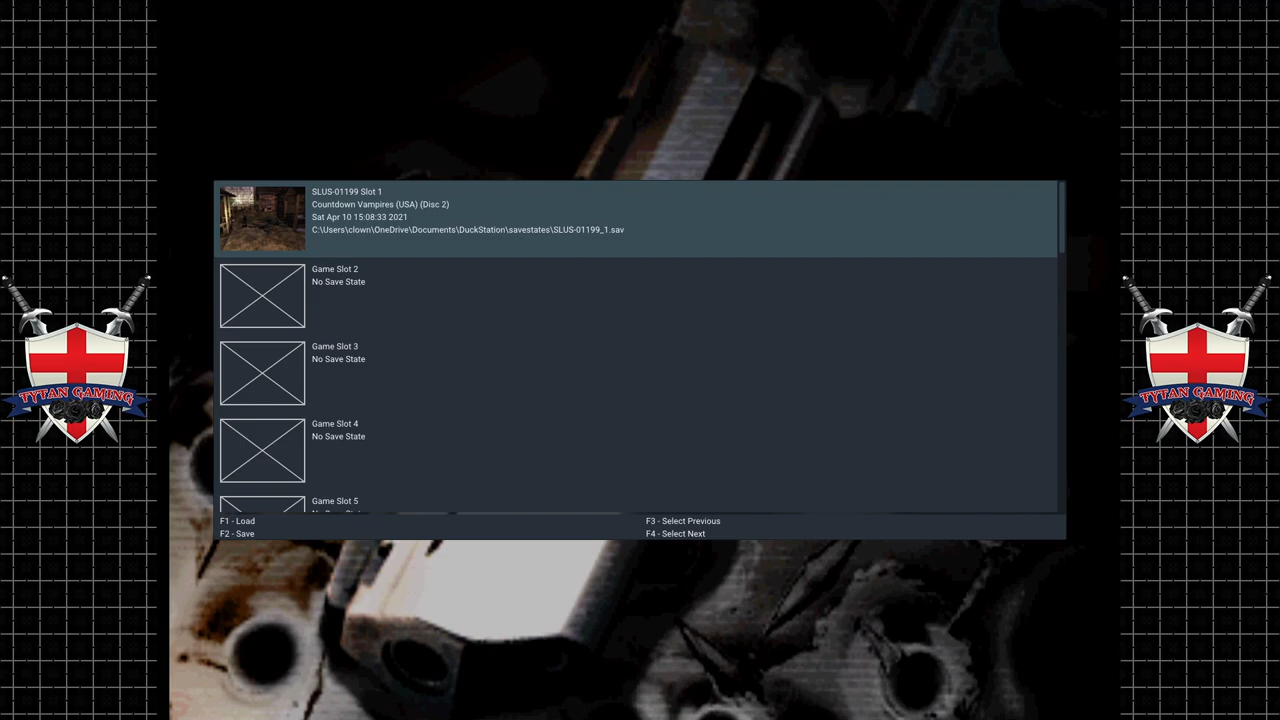 SLUS-01199 Slot 1
Countdown Vampires (USA) (Disc 2)
Sat Apr 10 15:08:33 2021
C:\Users\clown\OneDrive\Documents\DuckStation\savestates\SLUS-01199_1.sav
Game Slot 2
No Save State
Game Slot 3
No Save State
Game Slot 4
No Save State
Game Slot 5
F1 - Load
F2 - Save
F3 - Select Previous
F4 - Select Next
TYTAN GAMING
TYTAN GAMING